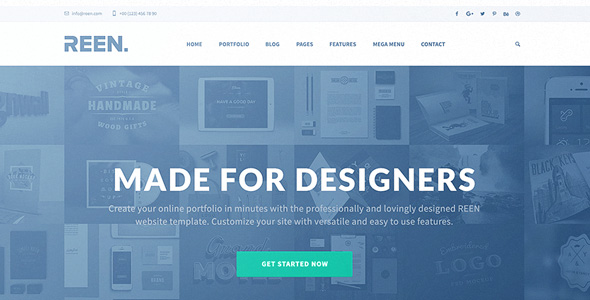 info@reen.com +00 (123) 456 78 90
REEN.
HOME PORTFOLIO BLOG PAGES FEATURES MEGA MENU CONTACT
VINTAGE
HANDMADE
WOOD GIFTS
HAVE A GOOD DAY
BLACK
MADE FOR DESIGNERS
Create your online portfolio in minutes with the professionally and lovingly designed REEN
website template. Customize your site with versatile and easy to use features.
LOGO
GET STARTED NOW